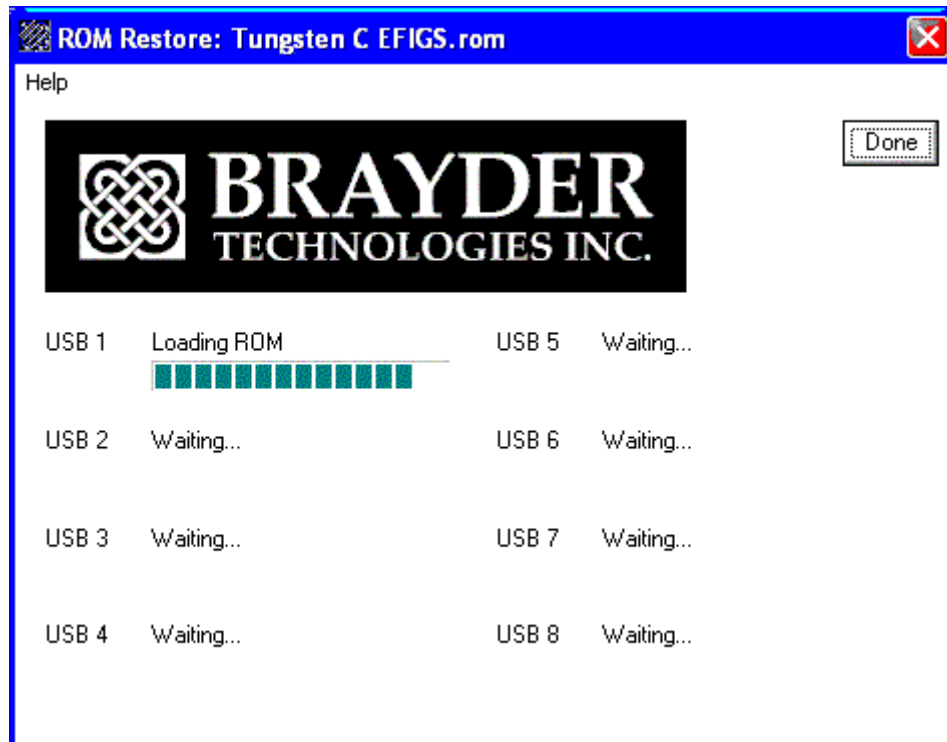 ROM Restore: Tungsten C EFIGS.rom
Help
BRAYDER
TECHNOLOGIES INC.
Done
USB 1 Loading ROM USB 5 Waiting...
USB 2 Waiting... USB 6 Waiting...
USB 3 Waiting... USB 7 Waiting...
USB 4 Waiting... USB 8 Waiting...